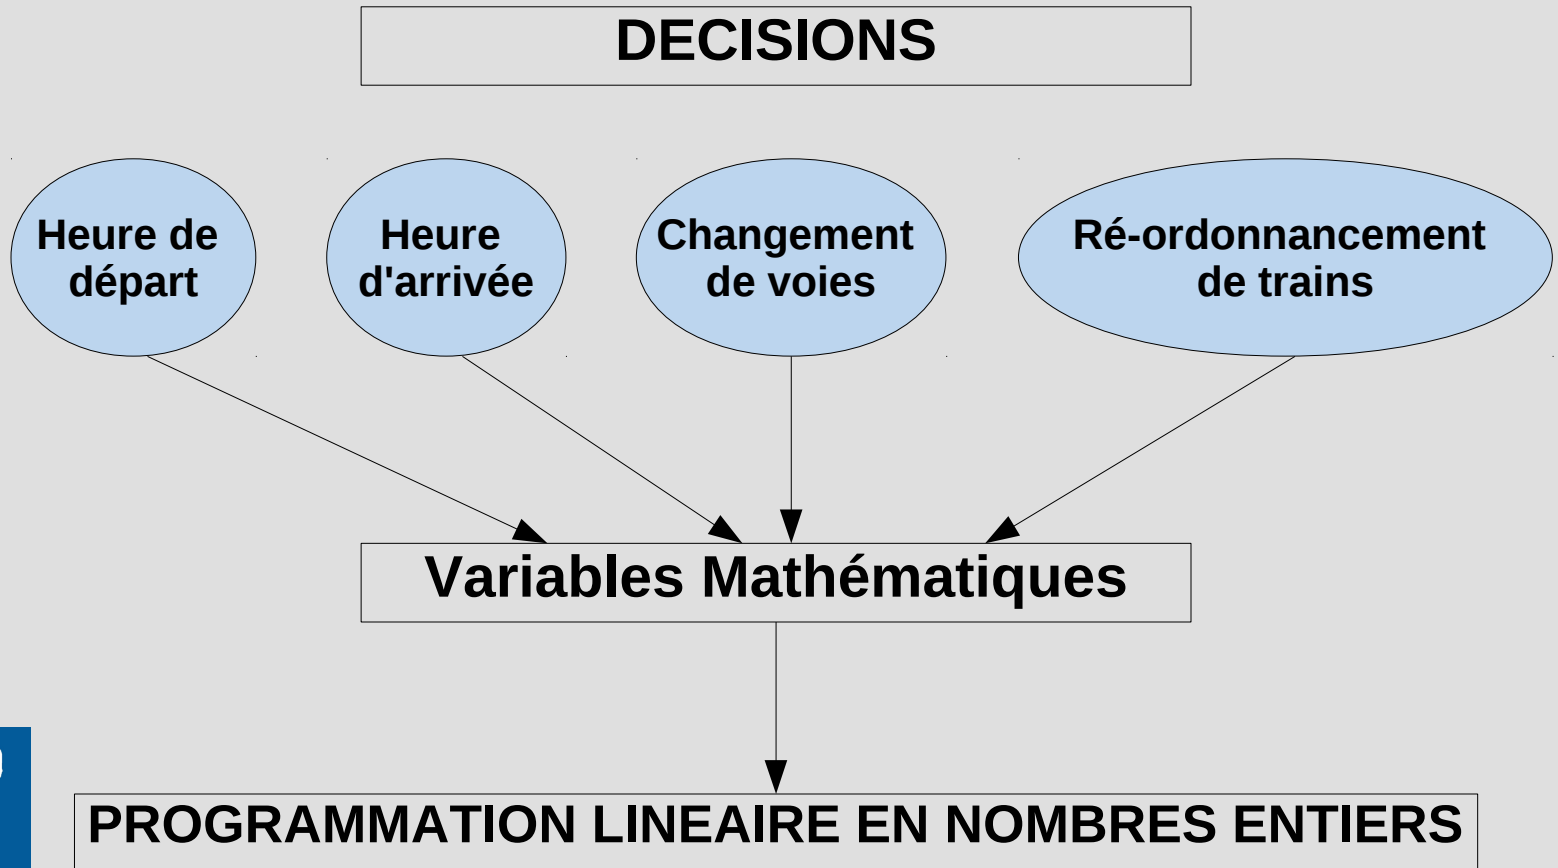 DECISIONS
Heure de
départ
Heure
d'arrivée
Changement
de voies
Ré-ordonnancement
de trains
Variables Mathématiques
PROGRAMMATION LINEAIRE EN NOMBRES ENTIERS